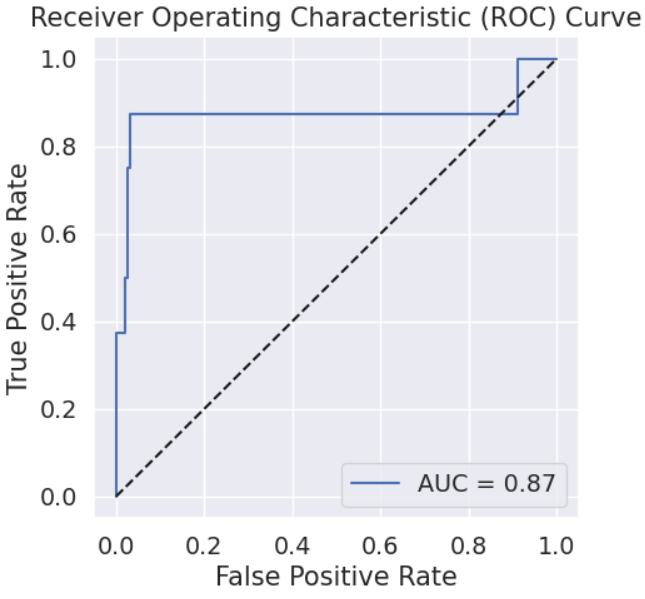 Receiver Operating Characteristic (ROC) Curve
True Positive Rate
1.0
0.8
0.6
0.4
0.2
0.0
AUC = 0.87
0.0 0.2 0.4 0.6 0.8 1.0
False Positive Rate